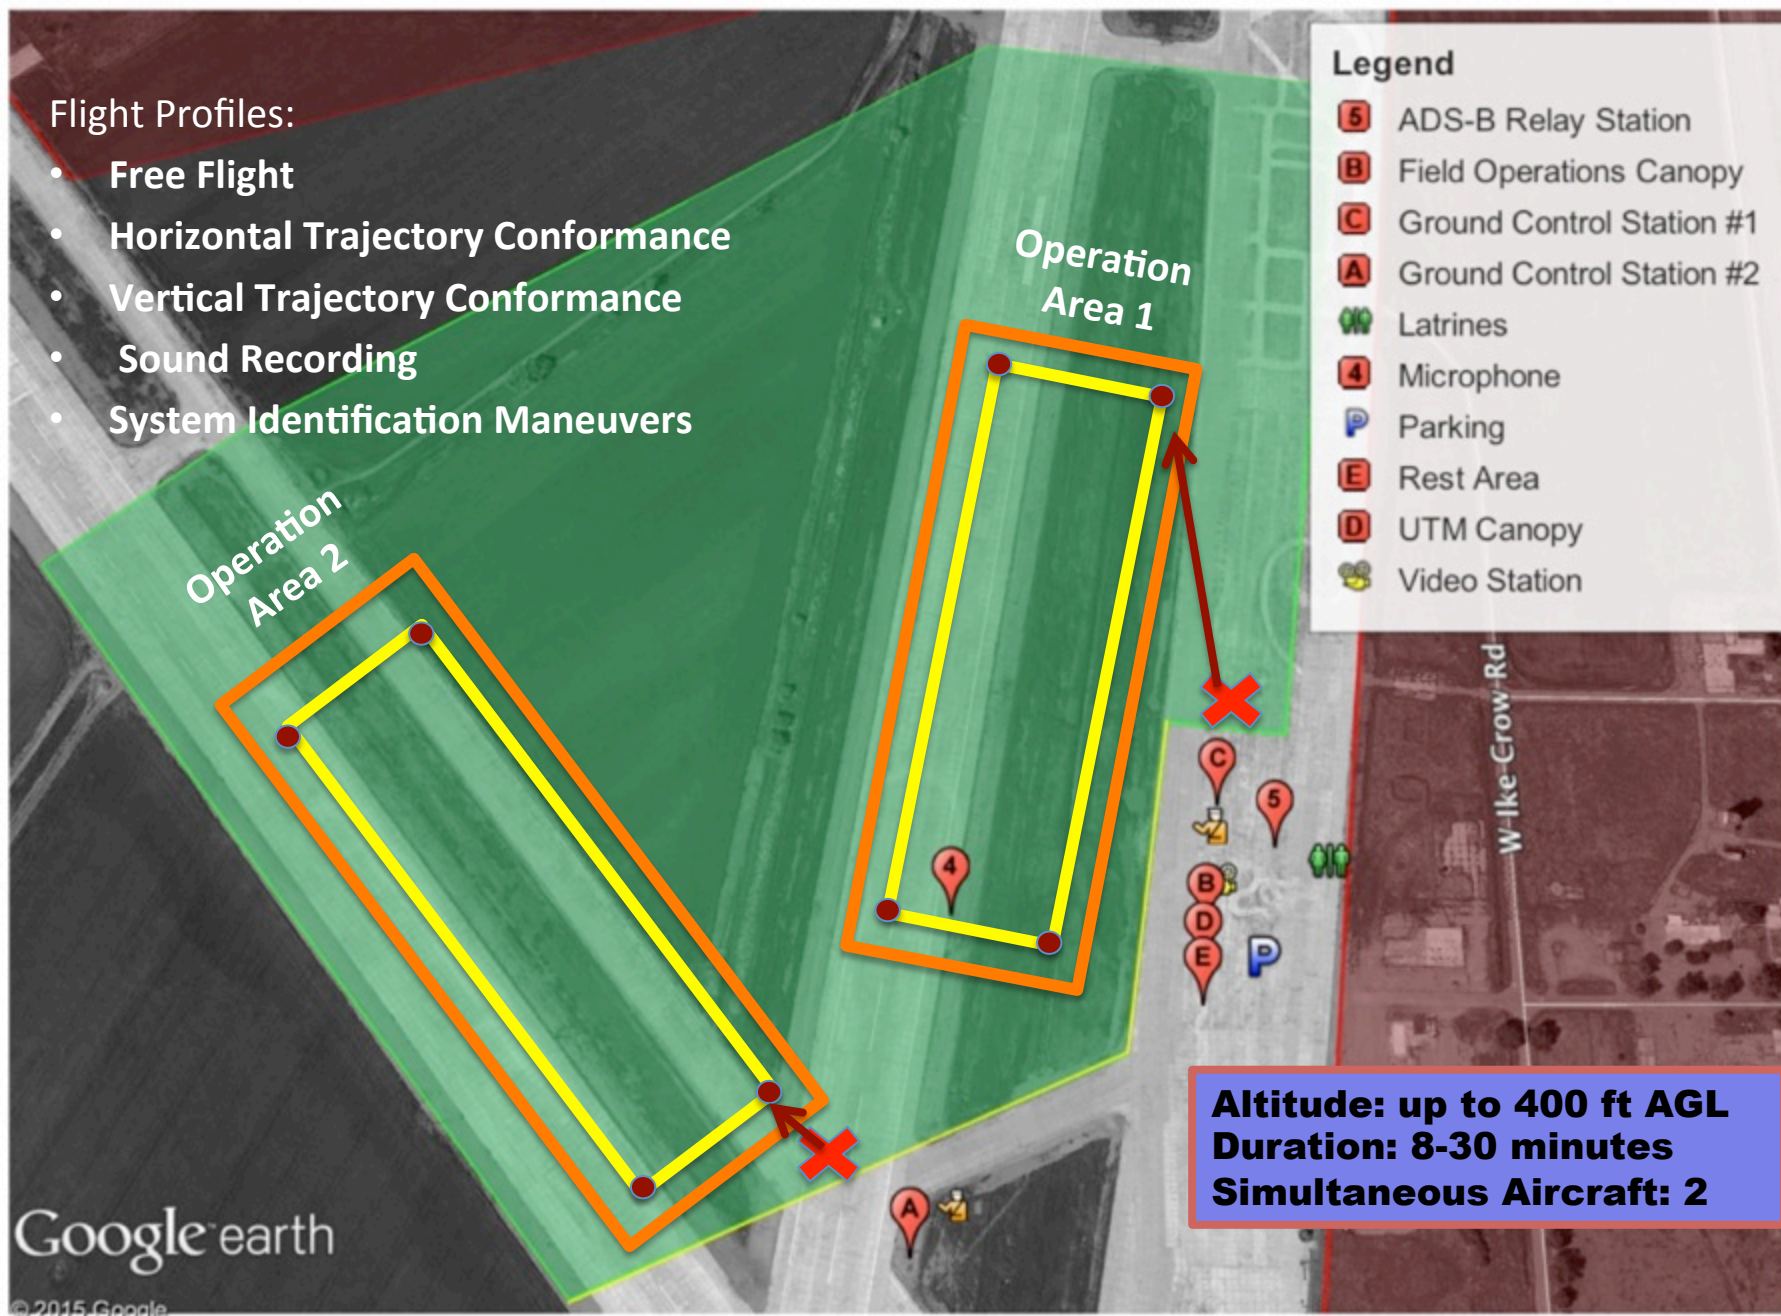 Flight Profiles:
• Free Flight
• Horizontal Trajectory Conformance
• Vertical Trajectory Conformance
• Sound Recording
• System Identification Maneuvers
Operation
Area 1
Operation
Area 2
Legend
5 ADS-B Relay Station
B Field Operations Canopy
C Ground Control Station #1
A Ground Control Station #2
Latrines
4 Microphone
P Parking
E Rest Area
D UTM Canopy
Video Station
W Ike Crow Rd
C
5
4
B
D
E
P
A
Altitude: up to 400 ft AGL
Duration: 8-30 minutes
Simultaneous Aircraft: 2
Google earth
© 2015 Google